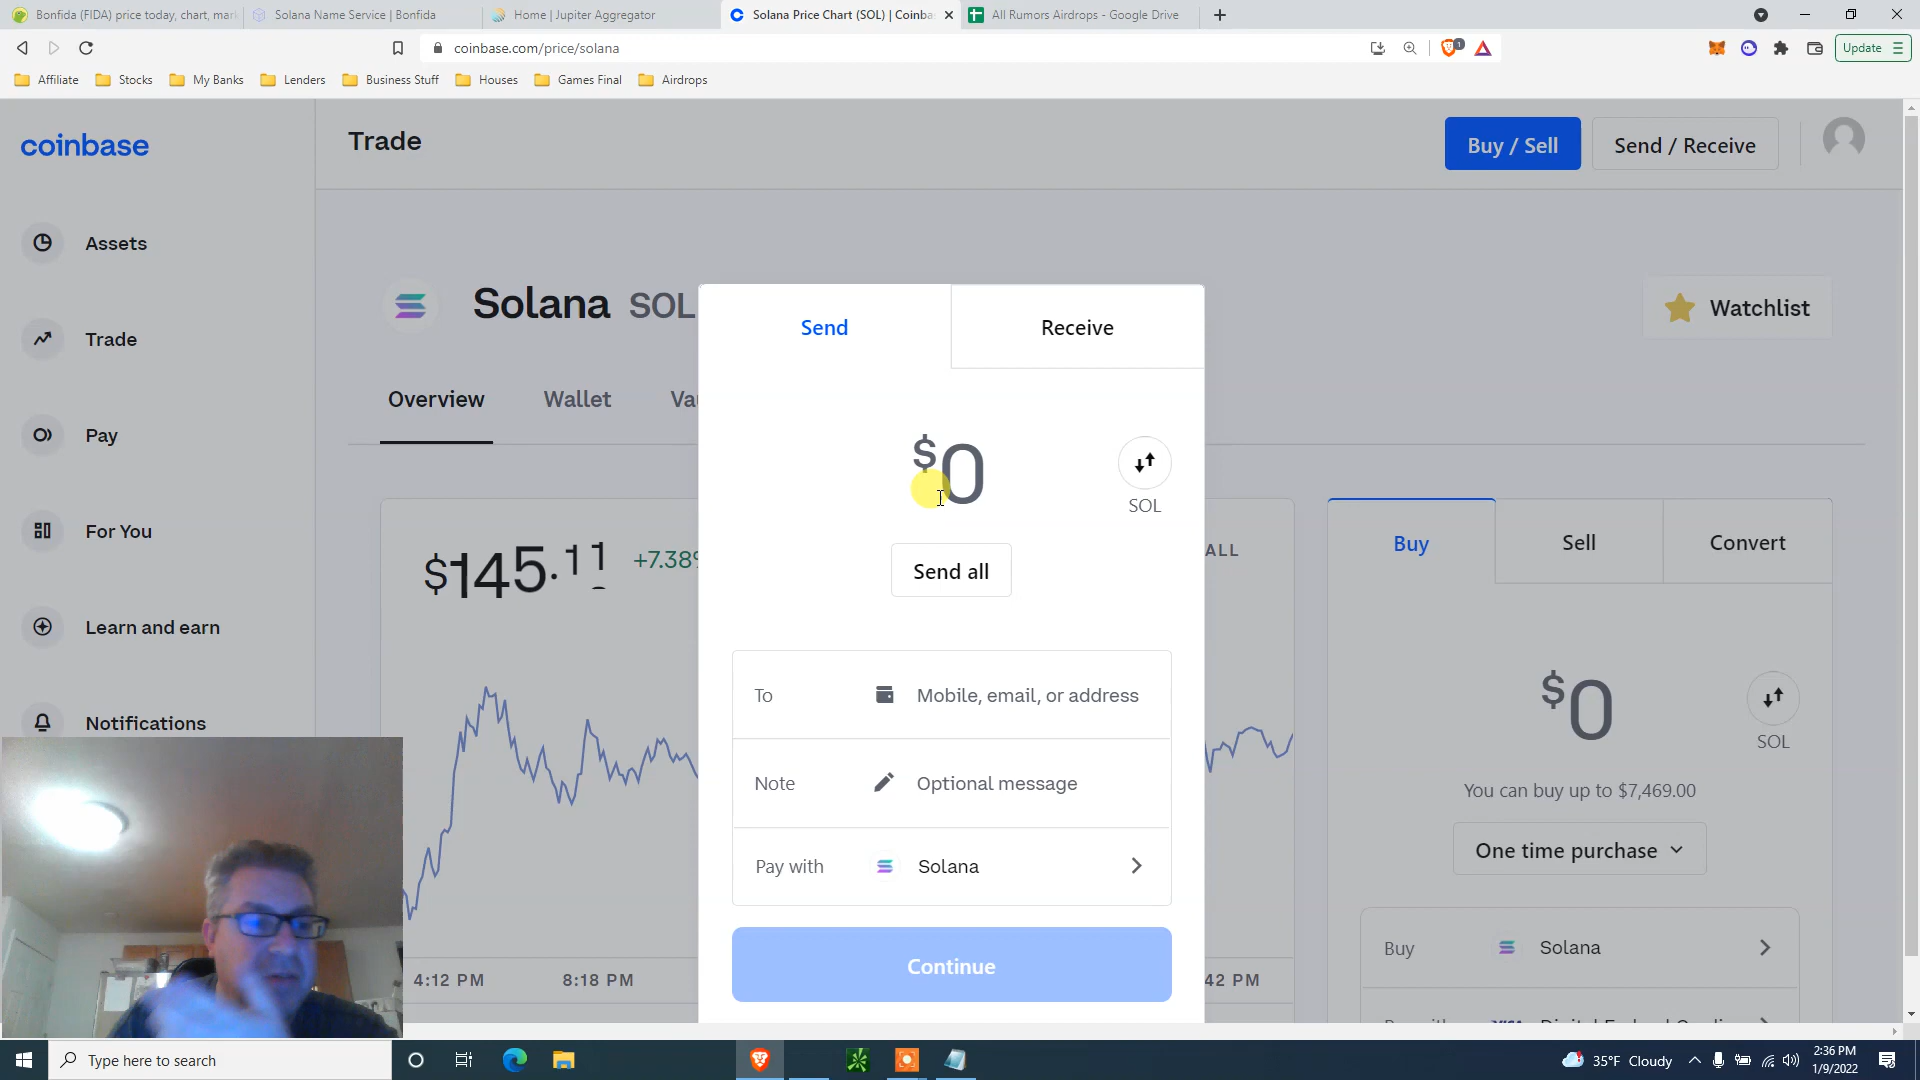 Bonfida (FIDA) price today, chart, mar
Solana Name Service | Bonfida
Home | Jupiter Aggregator
Solana Price Chart (SOL) | Coinba
All Rumors Airdrops - Google Drive
coinbase.com/price/solana
1
Update
Affiliate
Stocks
My Banks
Lenders
Business Stuff
Houses
Games Final
Airdrops
coinbase
Trade
Buy / Sell
Send / Receive
Assets
Trade
Pay
For You
Learn and earn
Notifications
Solana SOL
Watchlist
Overview
Wallet
Va
$145.11
+7.38%
ALL
4:12 PM
8:18 PM
42 PM
Send
Receive
$0
SOL
Send all
To
Mobile, email, or address
Note
Optional message
Pay with
Solana
Continue
Buy
Sell
Convert
$0
SOL
You can buy up to $7,469.00
One time purchase
Buy
Solana
Type here to search
35°F Cloudy
2:36 PM
1/9/2022